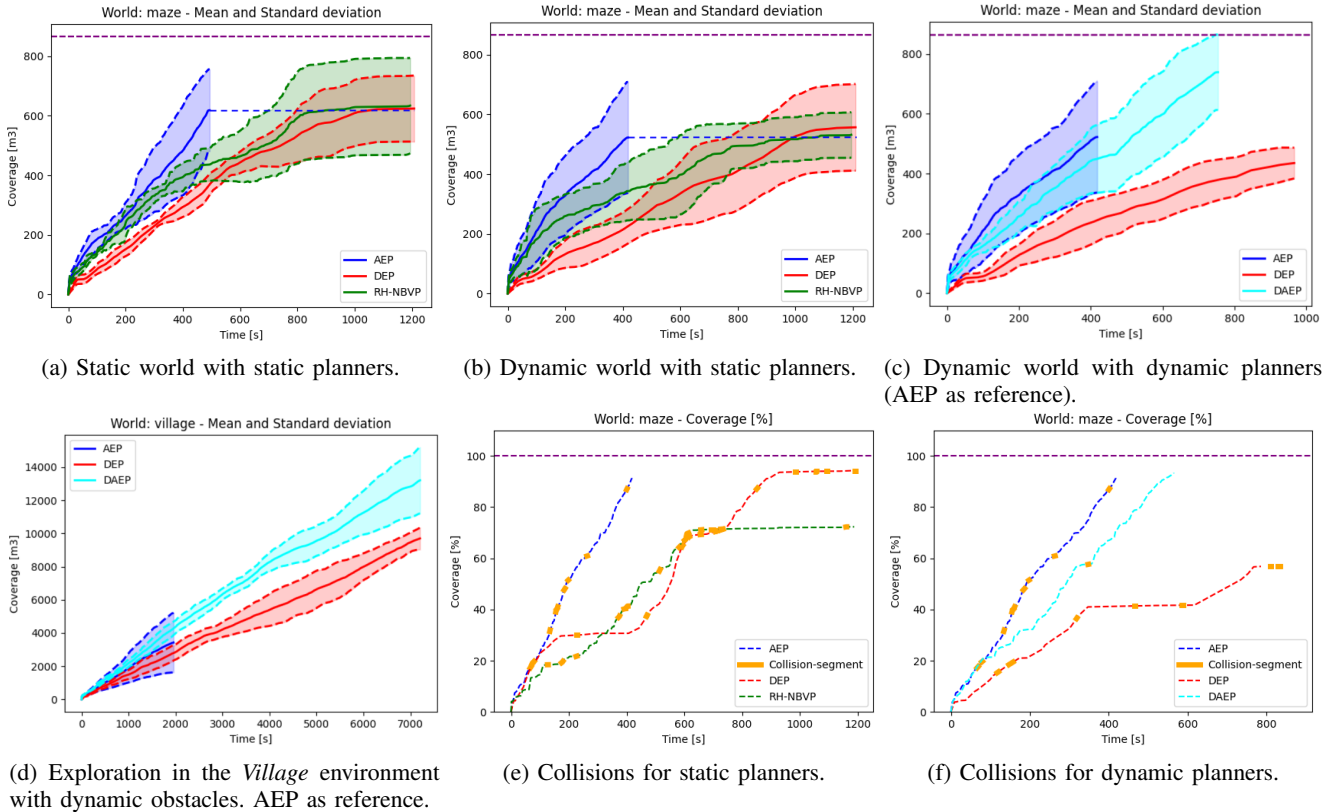 World: maze - Mean and Standard deviation
Coverage [m3]
800
600
400
200
0
0 200 400 600 800 1000 1200
Time [s]
AEP
DEP
RH-NBVP
(a) Static world with static planners.
World: maze - Mean and Standard deviation
Coverage [m3]
800
600
400
200
0
0 200 400 600 800 1000 1200
Time [s]
AEP
DEP
RH-NBVP
(b) Dynamic world with static planners.
World: maze - Mean and Standard deviation
Coverage [m3]
800
600
400
200
0
0 200 400 600 800 1000
Time [s]
AEP
DEP
DAEP
(c) Dynamic world with dynamic planners
(AEP as reference).
World: village - Mean and Standard deviation
Coverage [m3]
14000
12000
10000
8000
6000
4000
2000
0
0 1000 2000 3000 4000 5000 6000 7000
Time [s]
AEP
DEP
DAEP
(d) Exploration in the Village environment
with dynamic obstacles. AEP as reference.
World: maze - Coverage [%]
Coverage [%]
100
80
60
40
20
0
0 200 400 600 800 1000 1200
Time [s]
AEP
Collision-segment
DEP
RH-NBVP
(e) Collisions for static planners.
World: maze - Coverage [%]
Coverage [%]
100
80
60
40
20
0
0 200 400 600 800
Time [s]
AEP
Collision-segment
DEP
DAEP
(f) Collisions for dynamic planners.